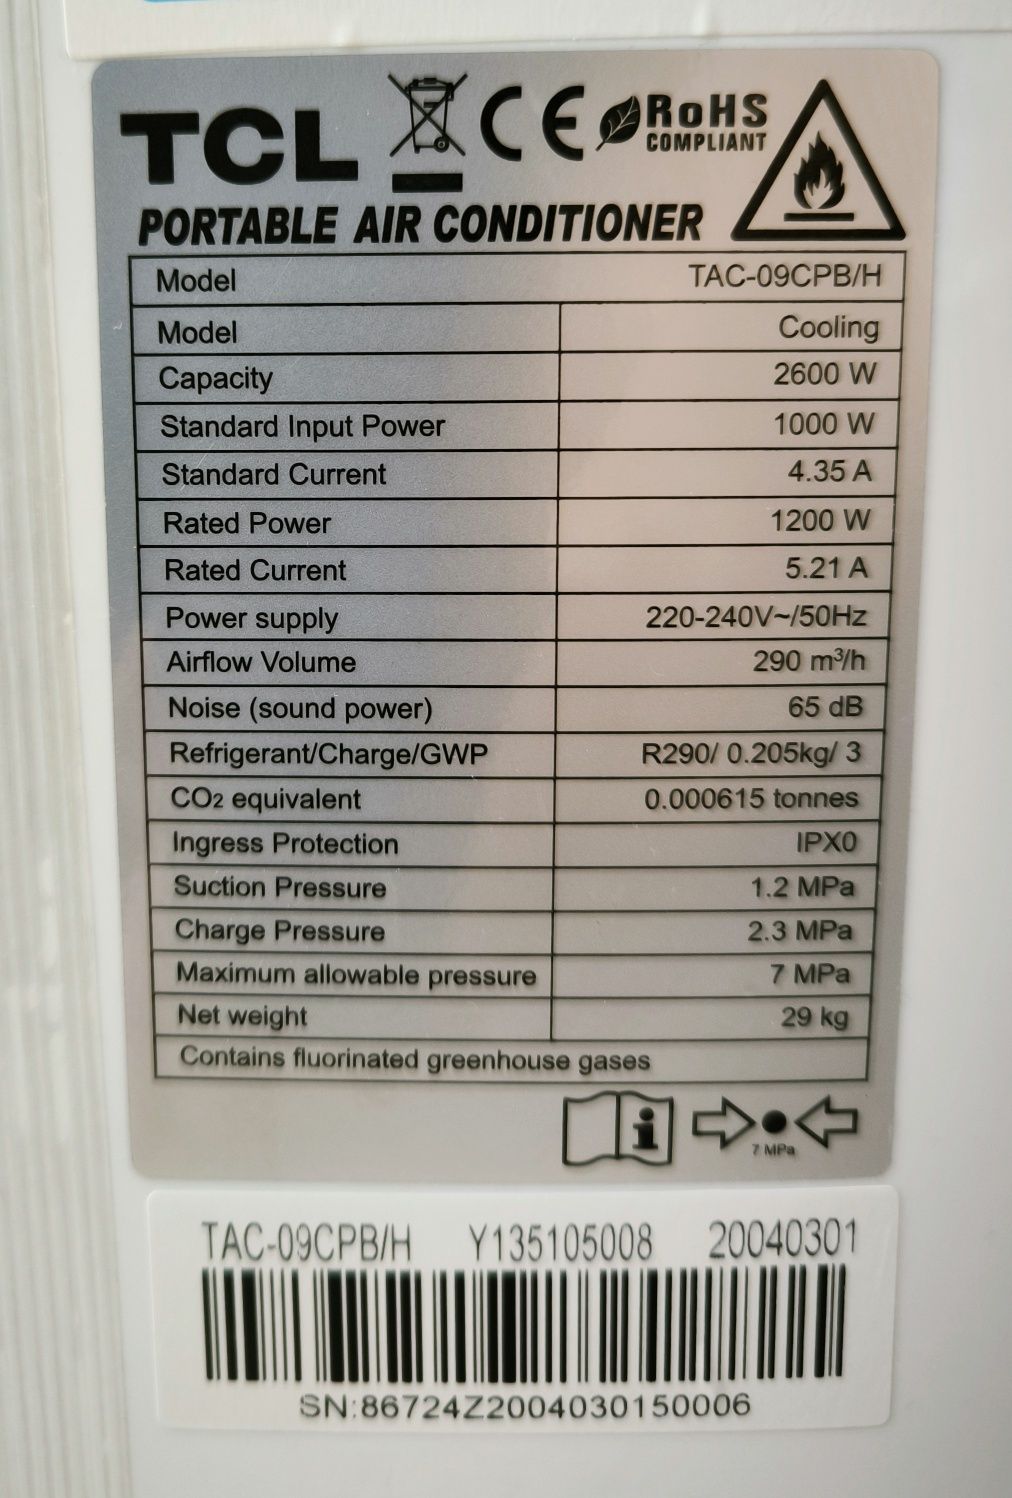 TCL CE RoHS
COMPLIANT
PORTABLE AIR CONDITIONER
Model TAC-09CPB/H
Model Cooling
Capacity 2600 W
Standard Input Power 1000 W
Standard Current 4.35 A
Rated Power 1200 W
Rated Current 5.21 A
Power supply 220-240V~/50Hz
Airflow Volume 290 m³/h
Noise (sound power) 65 dB
Refrigerant/Charge/GWP R290/ 0.205kg/ 3
CO2 equivalent 0.000615 tonnes
Ingress Protection IPX0
Suction Pressure 1.2 MPa
Charge Pressure 2.3 MPa
Maximum allowable pressure 7 MPa
Net weight 29 kg
Contains fluorinated greenhouse gases
i
7 MPa
TAC-09CPB/H Y135105008 20040301
SN:86724Z2004030150006